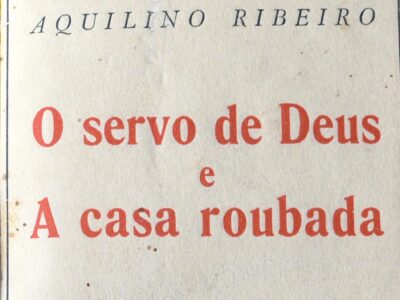 AQUILINO RIBEIRO
O servo de Deus
e
A casa roubada